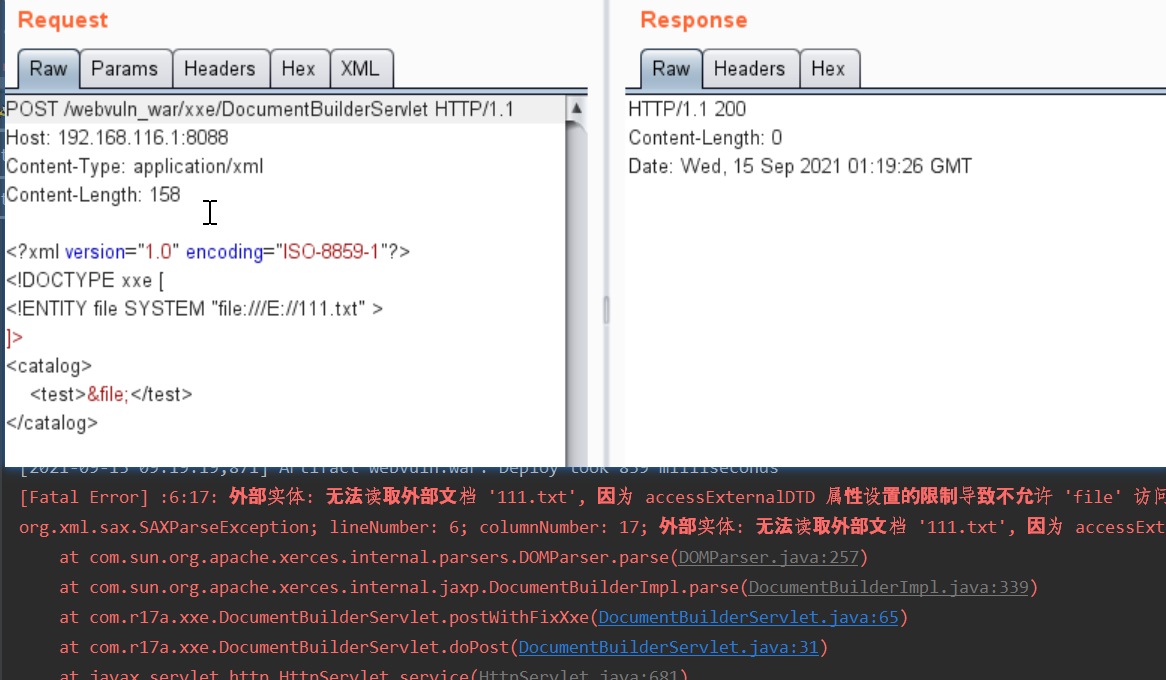 Request
Raw Params Headers Hex XML
POST /webvuln_war/xxe/DocumentBuilderServlet HTTP/1.1
Host: 192.168.116.1:8088
Content-Type: application/xml
Content-Length: 158
<?xml version="1.0" encoding="ISO-8859-1"?>
<!DOCTYPE xxe [
<!ENTITY file SYSTEM "file:///E://111.txt" >
]>
<catalog>
<test>&file;</test>
</catalog>
Response
Raw Headers Hex
HTTP/1.1 200
Content-Length: 0
Date: Wed, 15 Sep 2021 01:19:26 GMT
[2021-09-15 09:19:19,871] Artifact webvuln:war: Deploy took 859 milliseconds
[Fatal Error] :6:17: 外部实体: 无法读取外部文档 '111.txt', 因为 accessExternalDTD 属性设置的限制导致不允许 'file' 访问
org.xml.sax.SAXParseException; lineNumber: 6; columnNumber: 17; 外部实体: 无法读取外部文档 '111.txt', 因为 accessExt
at com.sun.org.apache.xerces.internal.parsers.DOMParser.parse(DOMParser.java:257)
at com.sun.org.apache.xerces.internal.jaxp.DocumentBuilderImpl.parse(DocumentBuilderImpl.java:339)
at com.r17a.xxe.DocumentBuilderServlet.postWithFixXxe(DocumentBuilderServlet.java:65)
at com.r17a.xxe.DocumentBuilderServlet.doPost(DocumentBuilderServlet.java:31)
at javax.servlet.http.HttpServlet.service(HttpServlet.java:681)